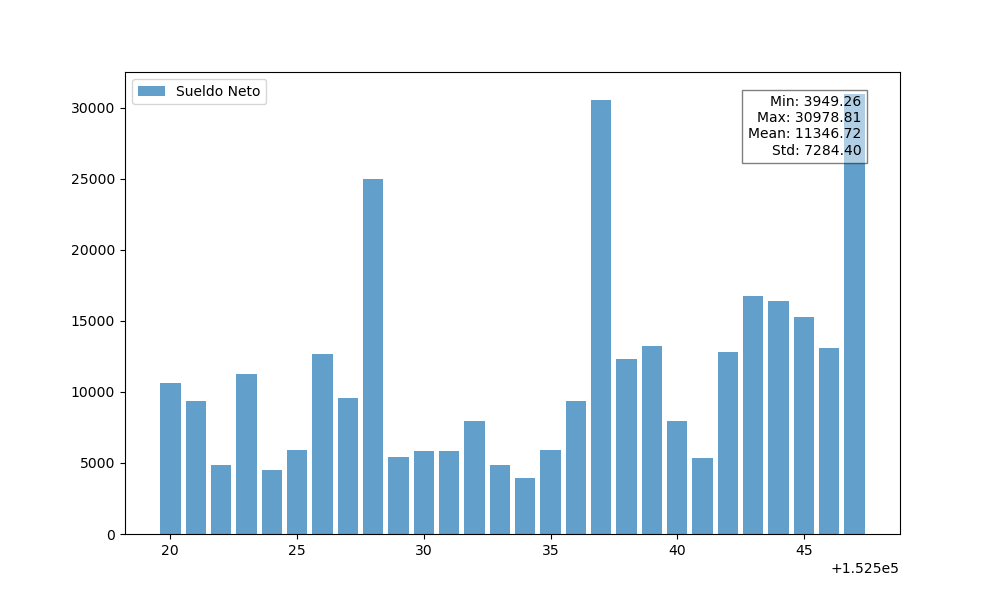 Sueldo Neto
Min: 3949.26
Max: 30978.81
Mean: 11346.72
Std: 7284.40
30000
25000
20000
15000
10000
5000
0
20 25 30 35 40 45
+1.525e5